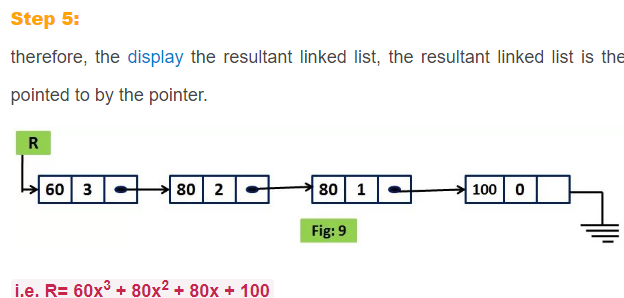 Step 5:
therefore, the display the resultant linked list, the resultant linked list is the
pointed to by the pointer.
R
60 3 80 2 80 1 100 0
Fig: 9
i.e. R= 60x³ + 80x² + 80x + 100